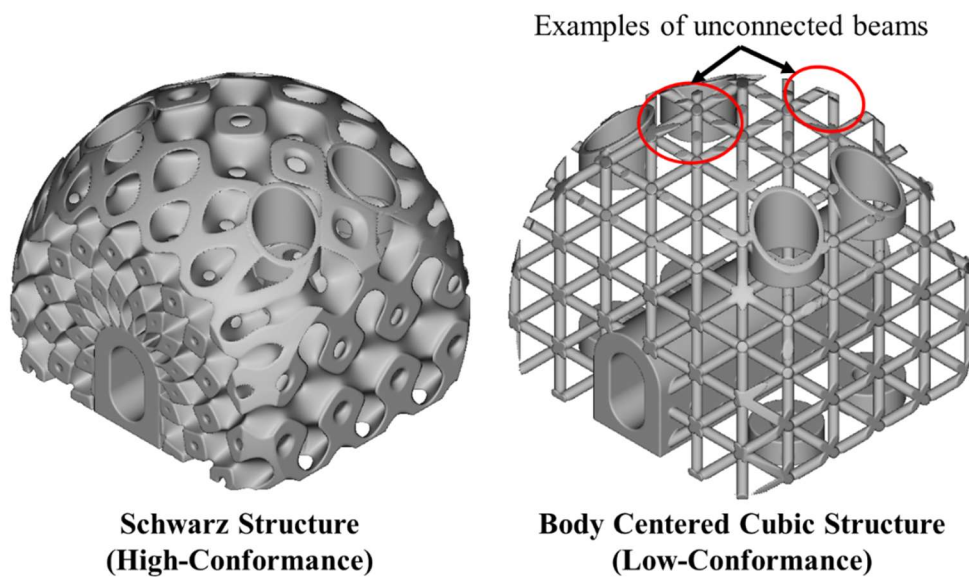 Examples of unconnected beams
Schwarz Structure
(High-Conformance)
Body Centered Cubic Structure
(Low-Conformance)